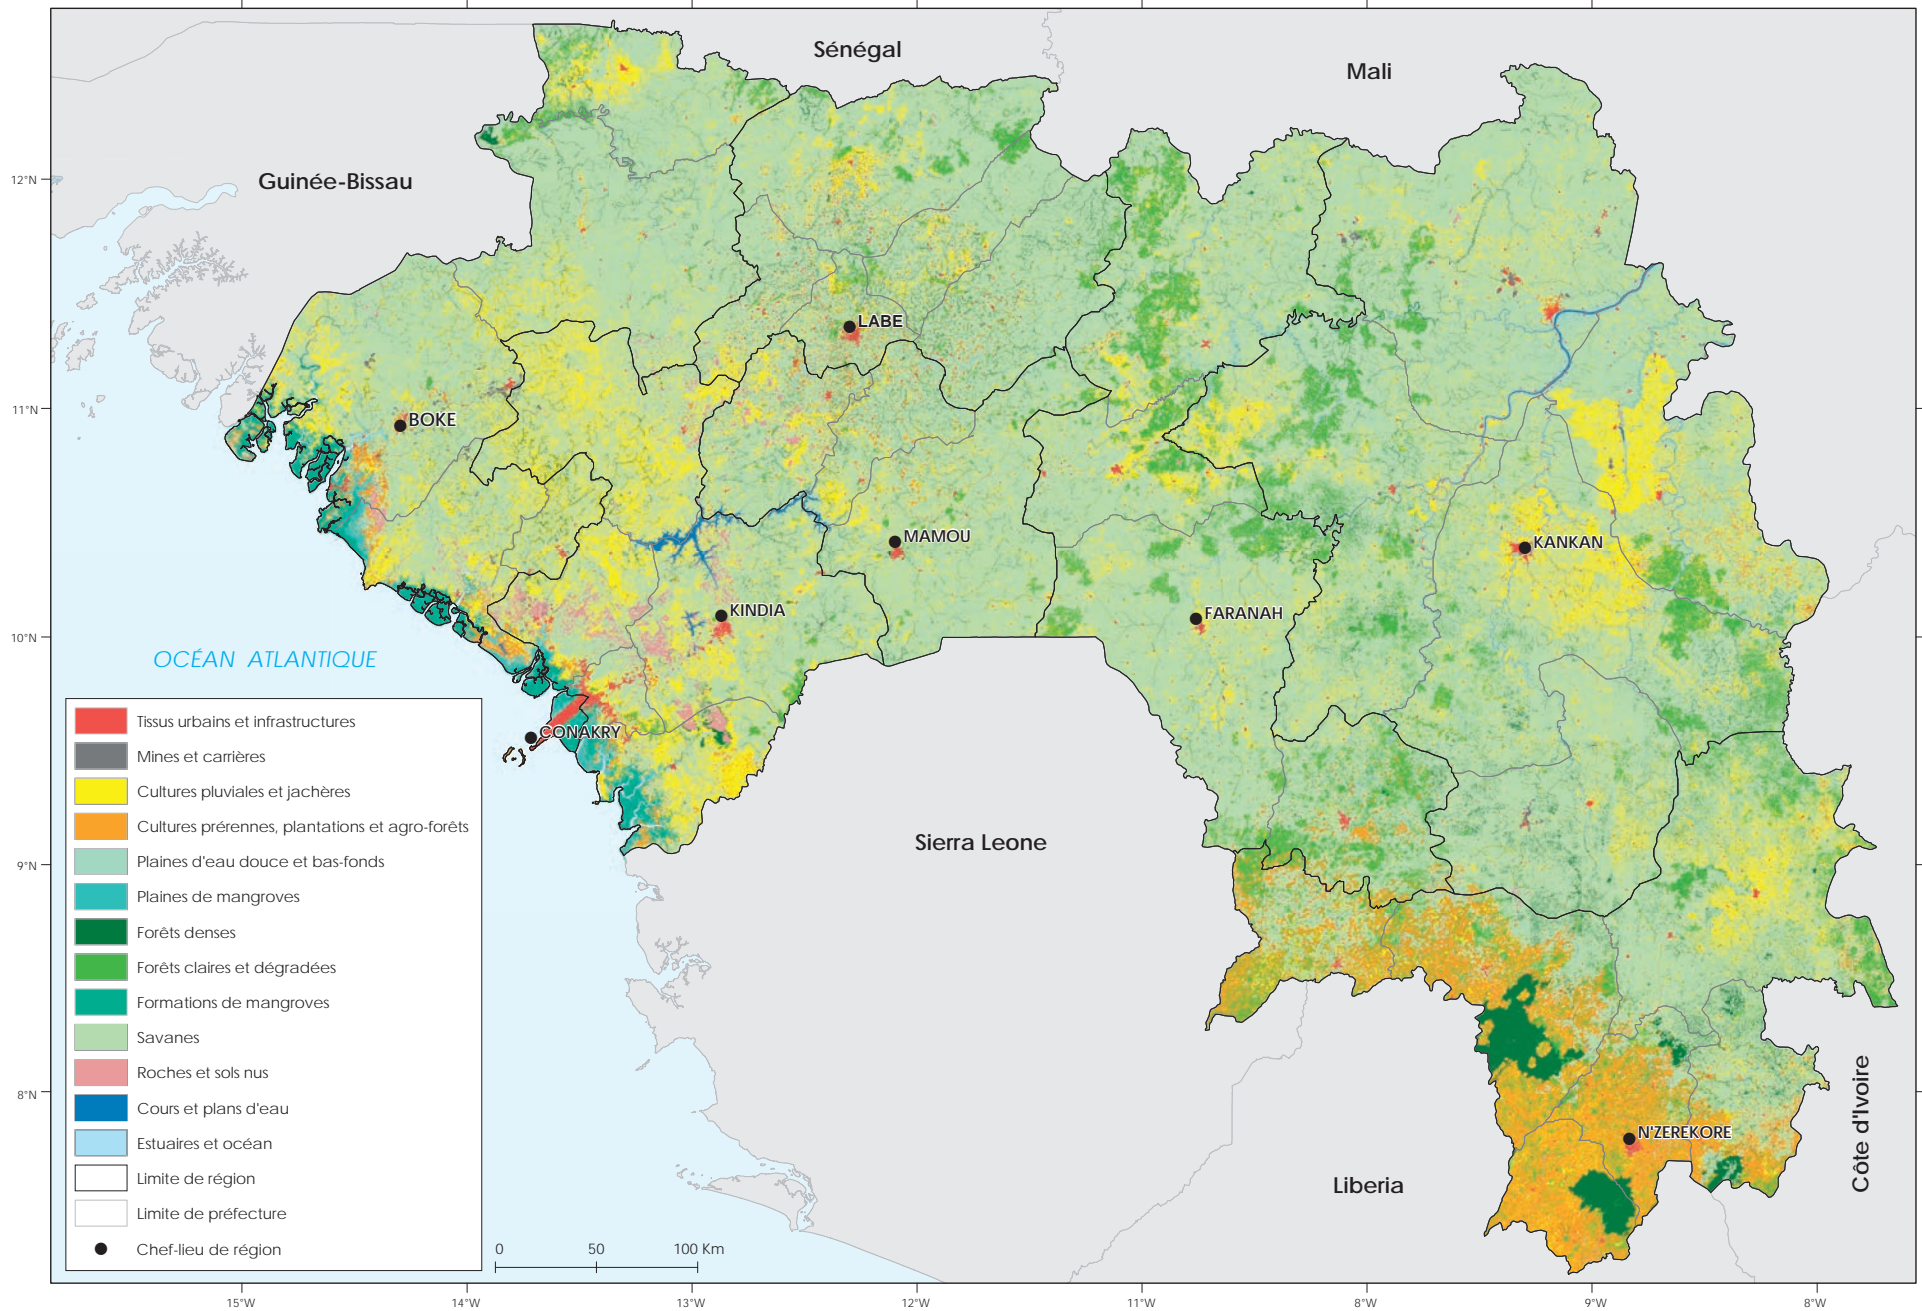 Sénégal
Mali
12°N
Guinée-Bissau
LABE
11°N
BOKE
MAMOU
KANKAN
KINDIA
FARANAH
10°N
OCÉAN ATLANTIQUE
CONAKRY
Sierra Leone
9°N
8°N
N'ZEREKORE
Côte d'Ivoire
Liberia
Tissus urbains et infrastructures
Mines et carrières
Cultures pluviales et jachères
Cultures prérennes, plantations et agro-forêts
Plaines d'eau douce et bas-fonds
Plaines de mangroves
Forêts denses
Forêts claires et dégradées
Formations de mangroves
Savanes
Roches et sols nus
Cours et plans d'eau
Estuaires et océan
Limite de région
Limite de préfecture
Chef-lieu de région
0 50 100 Km
15°W 14°W 13°W 12°W 11°W 8°W 9°W 8°W